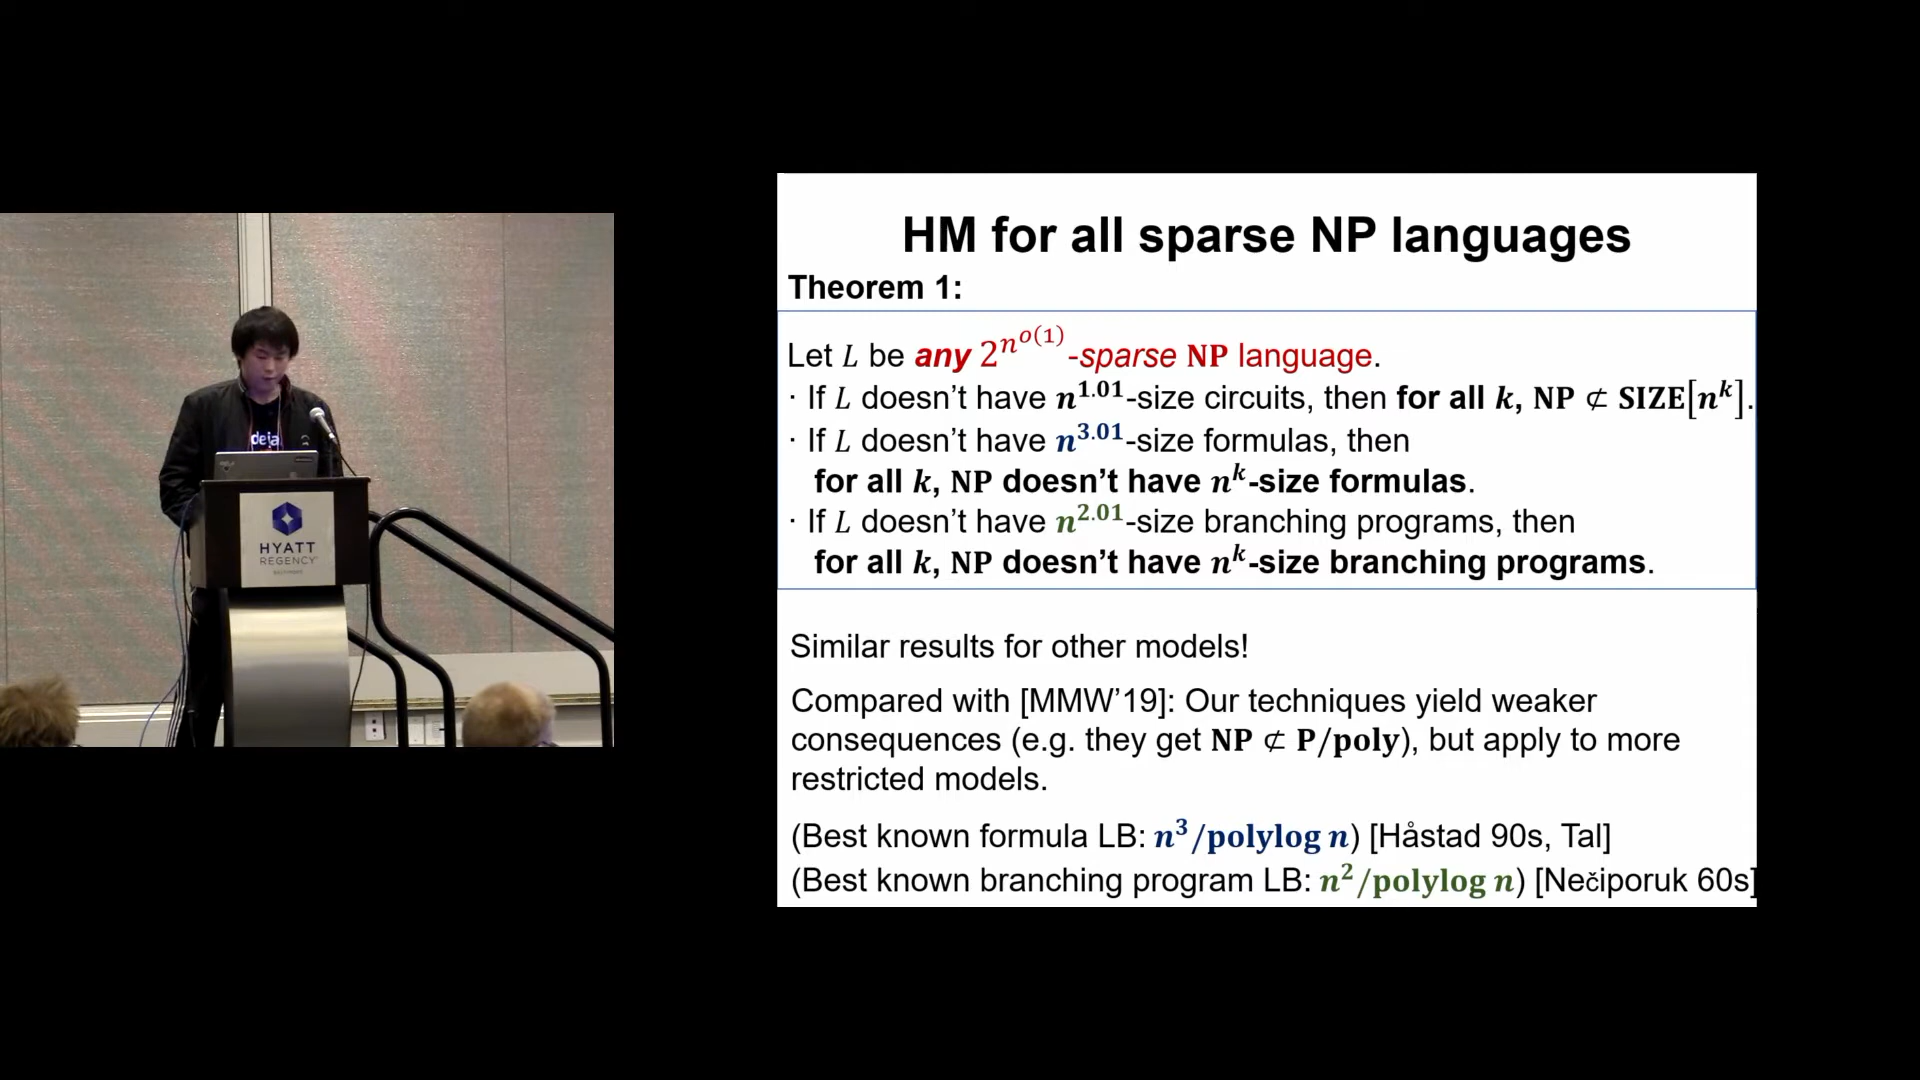 HM for all sparse NP languages
Theorem 1:
Let L be any 2^{n^{o(1)}}-sparse NP language.
· If L doesn't have n^{1.01}-size circuits, then for all k, NP ⊄ SIZE[n^k].
· If L doesn't have n^{3.01}-size formulas, then
for all k, NP doesn't have n^k-size formulas.
· If L doesn't have n^{2.01}-size branching programs, then
for all k, NP doesn't have n^k-size branching programs.
Similar results for other models!
Compared with [MMW'19]: Our techniques yield weaker
consequences (e.g. they get NP ⊄ P/poly), but apply to more
restricted models.
(Best known formula LB: n^3/polylog n) [Håstad 90s, Tal]
(Best known branching program LB: n^2/polylog n) [Nečiporuk 60s]
deja
HYATT
REGENCY